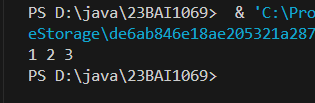 PS D:\java\23BAI1069>  & 'C:\Pro
eStorage\de6ab846e18ae205321a287
1 2 3
PS D:\java\23BAI1069>